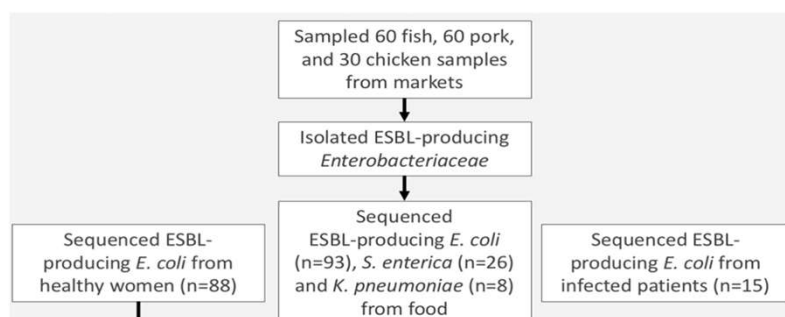 Sampled 60 fish, 60 pork,
and 30 chicken samples
from markets
Isolated ESBL-producing
Enterobacteriaceae
Sequenced ESBL-
producing E. coli from
healthy women (n=88)
Sequenced
ESBL-producing E. coli
(n=93), S. enterica (n=26)
and K. pneumoniae (n=8)
from food
Sequenced ESBL-
producing E. coli from
infected patients (n=15)